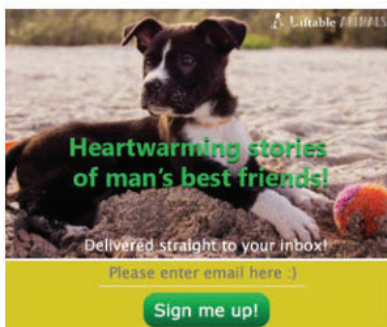 Liftable ANIMALS
Heartwarming stories
of man's best friends!
Delivered straight to your inbox!
Please enter email here :)
Sign me up!